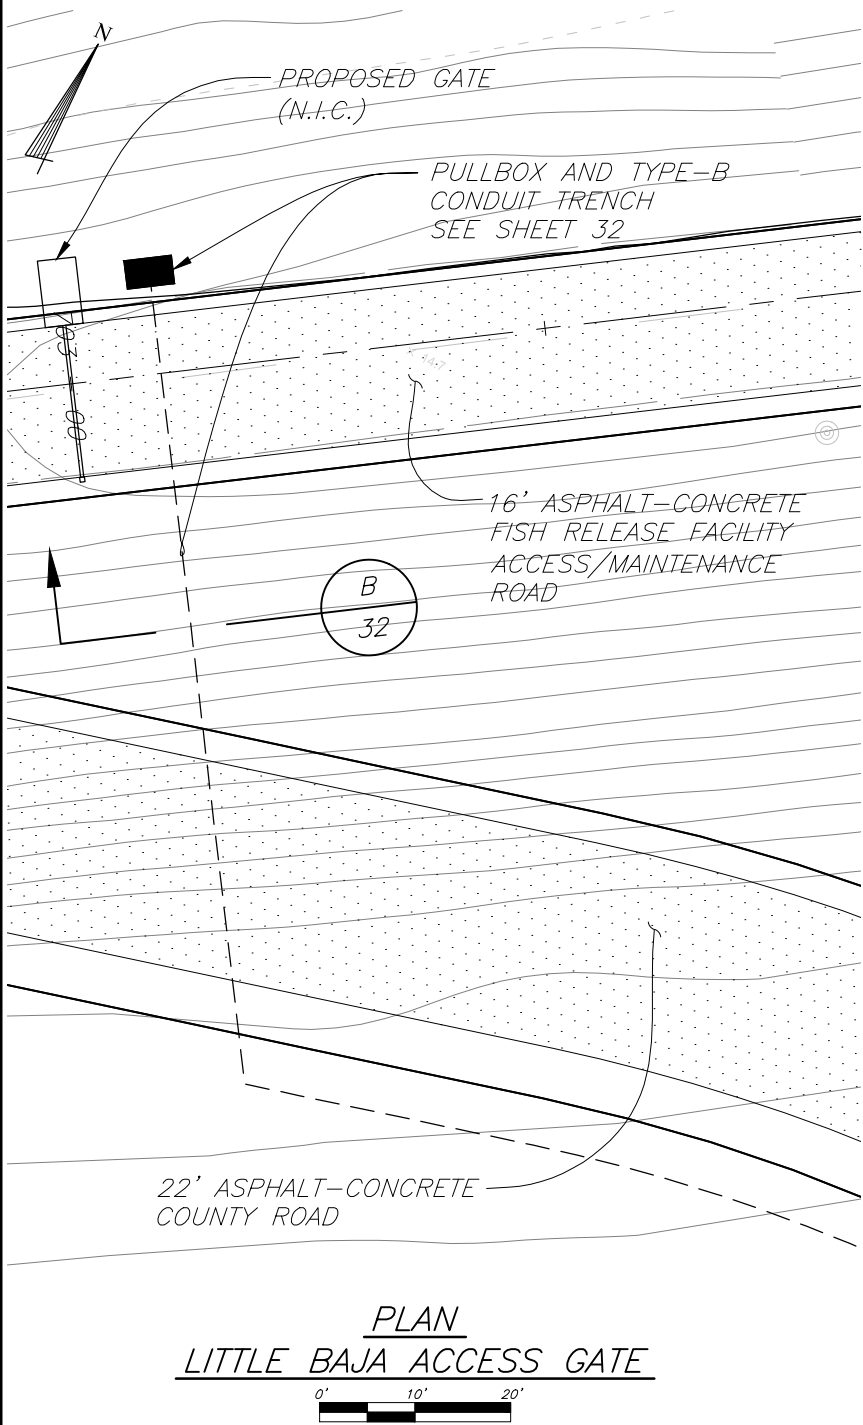 N
PROPOSED GATE
(N.I.C.)
PULLBOX AND TYPE-B
CONDUIT TRENCH
SEE SHEET 32
16' ASPHALT-CONCRETE
FISH RELEASE FACILITY
ACCESS/MAINTENANCE
ROAD
B
32
22' ASPHALT-CONCRETE
COUNTY ROAD
PLAN
LITTLE BAJA ACCESS GATE
0' 10' 20'